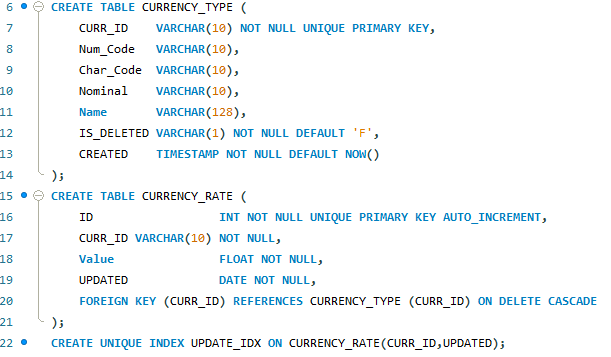 6 CREATE TABLE CURRENCY_TYPE (
7 CURR_ID VARCHAR(10) NOT NULL UNIQUE PRIMARY KEY,
8 Num_Code VARCHAR(10),
9 Char_Code VARCHAR(10),
10 Nominal VARCHAR(10),
11 Name VARCHAR(128),
12 IS_DELETED VARCHAR(1) NOT NULL DEFAULT 'F',
13 CREATED TIMESTAMP NOT NULL DEFAULT NOW()
14 );
15 CREATE TABLE CURRENCY_RATE (
16 ID INT NOT NULL UNIQUE PRIMARY KEY AUTO_INCREMENT,
17 CURR_ID VARCHAR(10) NOT NULL,
18 Value FLOAT NOT NULL,
19 UPDATED DATE NOT NULL,
20 FOREIGN KEY (CURR_ID) REFERENCES CURRENCY_TYPE (CURR_ID) ON DELETE CASCADE
21 );
22 CREATE UNIQUE INDEX UPDATE_IDX ON CURRENCY_RATE(CURR_ID,UPDATED);